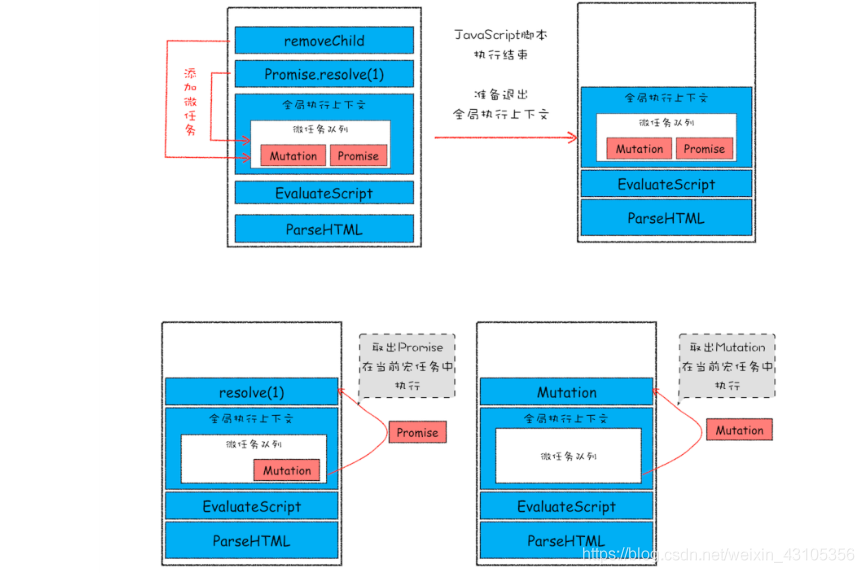 removeChild
Promise.resolve(1)
全局执行上下文
微任务队列
Mutation
Promise
EvaluateScript
ParseHTML
添加微任务
JavaScript脚本
执行结束
准备退出
全局执行上下文
全局执行上下文
微任务队列
Mutation
Promise
EvaluateScript
ParseHTML
resolve(1)
全局执行上下文
微任务队列
Mutation
EvaluateScript
ParseHTML
取出Promise
在当前宏任务中
执行
Promise
Mutation
全局执行上下文
微任务队列
EvaluateScript
ParseHTML
取出Mutation
在当前宏任务中
执行
Mutation
https://blog.csdn.net/weixin_43105356